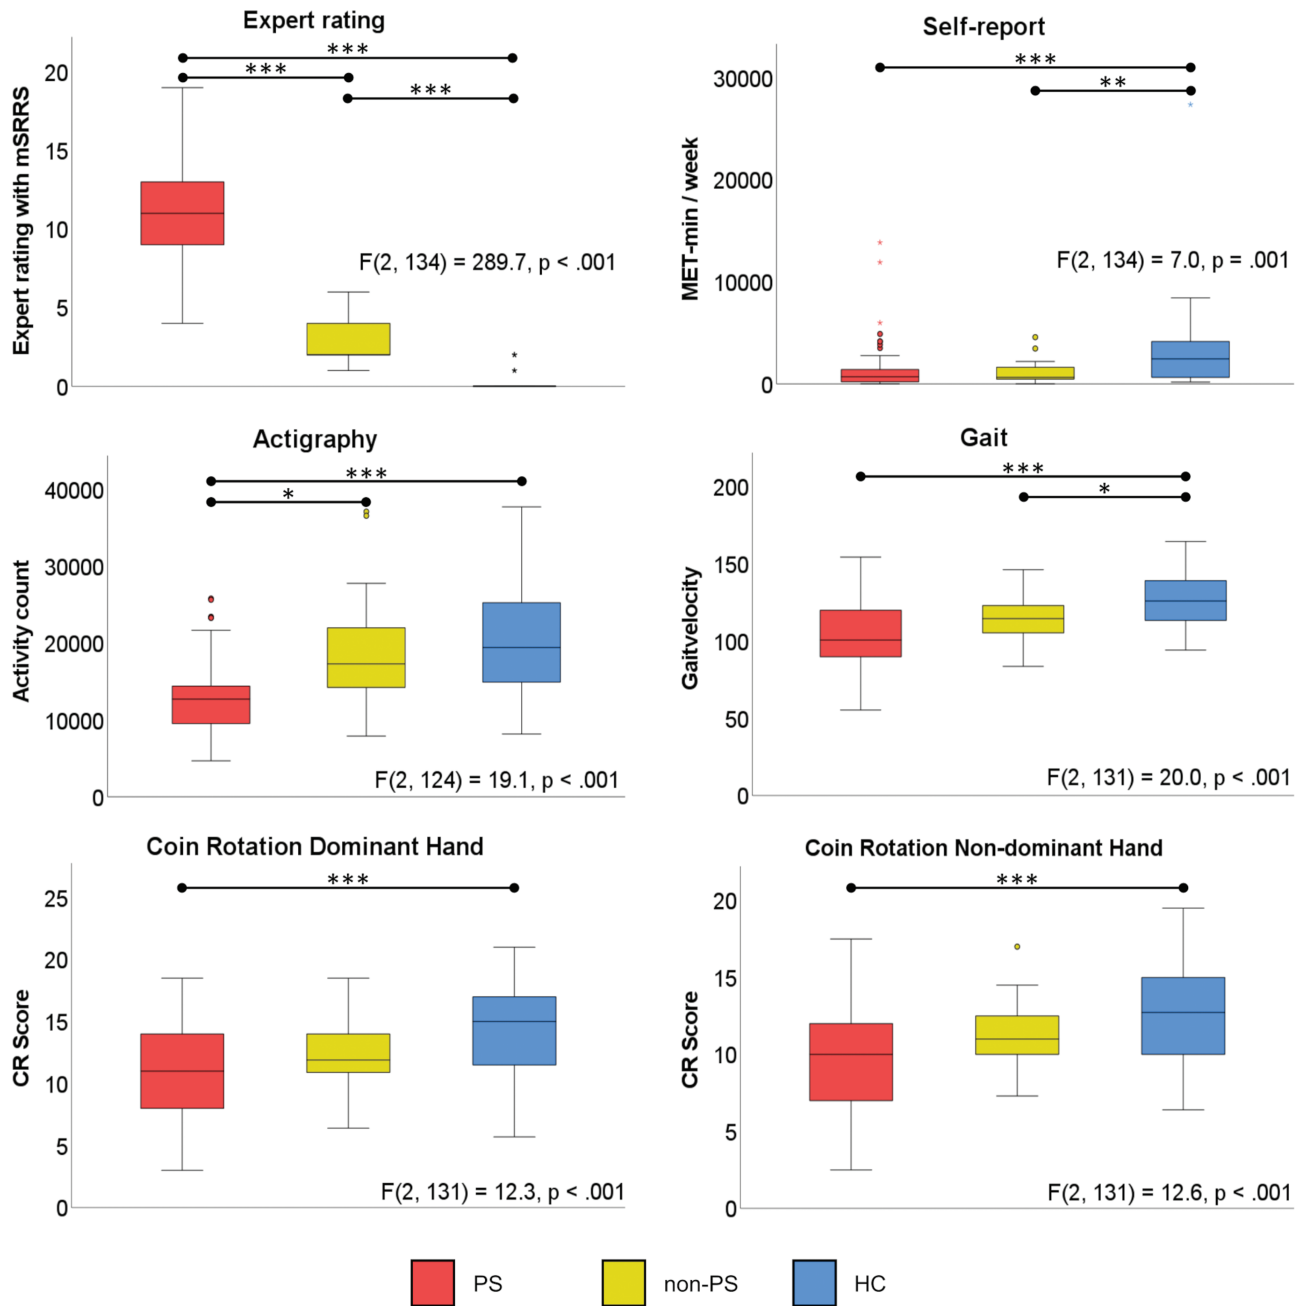 Expert rating
Expert rating with mSRRS
20
15
10
5
0
***
***
***
F(2, 134) = 289.7, p < .001
Self-report
MET-min / week
30000
20000
10000
0
***
**
F(2, 134) = 7.0, p = .001
Actigraphy
Activity count
40000
30000
20000
10000
0
***
*
F(2, 124) = 19.1, p < .001
Gait
Gaitvelocity
200
150
100
50
0
***
*
F(2, 131) = 20.0, p < .001
Coin Rotation Dominant Hand
CR Score
25
20
15
10
5
0
***
F(2, 131) = 12.3, p < .001
Coin Rotation Non-dominant Hand
CR Score
20
15
10
5
0
***
F(2, 131) = 12.6, p < .001
PS
non-PS
HC